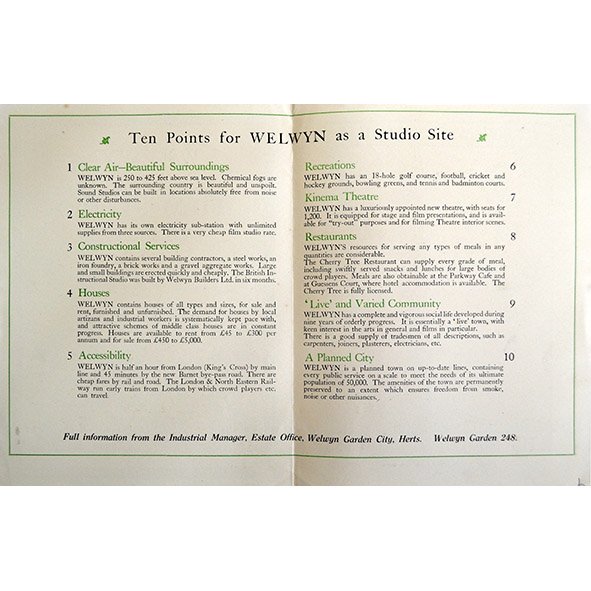 Ten Points for WELWYN as a Studio Site
1 Clear Air—Beautiful Surroundings
WELWYN is 250 to 425 feet above sea level. Chemical fogs are
unknown. The surrounding country is beautiful and unspoilt.
Sound Studios can be built in locations absolutely free from noise
or other disturbances.
2 Electricity
WELWYN has its own electricity sub-station with unlimited
supplies from three sources. There is a very cheap film studio rate.
3 Constructional Services
WELWYN contains several building contractors, a steel works, an
iron foundry, a brick works and a gravel aggregate works. Large
and small buildings are erected quickly and cheaply. The British In-
structional Studio was built by Welwyn Builders Ltd. in six months.
4 Houses
WELWYN contains houses of all types and sizes, for sale and
rent, furnished and unfurnished. The demand for houses by local
artizans and industrial workers is systematically kept pace with,
and attractive schemes of middle class houses are in constant
progress. Houses are available to rent from £45 to £300 per
annum and for sale from £450 to £5,000.
5 Accessibility
WELWYN is half an hour from London (King's Cross) by main
line and 45 minutes by the new Barnet bye-pass road. There are
cheap fares by rail and road. The London & North Eastern Rail-
way run early trains from London by which crowd players etc.
can travel
Recreations 6
WELWYN has an 18-hole golf course, football, cricket and
hockey grounds, bowling greens, and tennis and badminton courts.
Kinema Theatre 7
WELWYN has a luxuriously appointed new theatre, with seats for
1,200. It is equipped for stage and film presentations, and is avail-
able for "try-out" purposes and for filming Theatre interior scenes.
Restaurants 8
WELWYN'S resources for serving any types of meals in any
quantities are considerable.
The Cherry Tree Restaurant can supply every grade of meal,
including swiftly served snacks and lunches for large bodies of
crowd players. Meals are also obtainable at the Parkway Cafe and
at Guessens Court, where hotel accommodation is available. The
Cherry Tree is fully licensed.
'Live' and Varied Community 9
WELWYN has a complete and vigorous social life developed during
nine years of orderly progress. It is essentially a 'live' town, with
keen interest in the arts in general and films in particular.
There is a good supply of tradesmen of all descriptions, such as
carpenters, joiners, plasterers, electricians, etc.
A Planned City 10
WELWYN is a planned town on up-to-date lines, containing
every public service on a scale to meet the needs of its ultimate
population of 50,000. The amenities of the town are permanently
preserved to an extent which ensures freedom from smoke,
noise or other nuisances.
Full information from the Industrial Manager, Estate Office, Welwyn Garden City, Herts. Welwyn Garden 248.